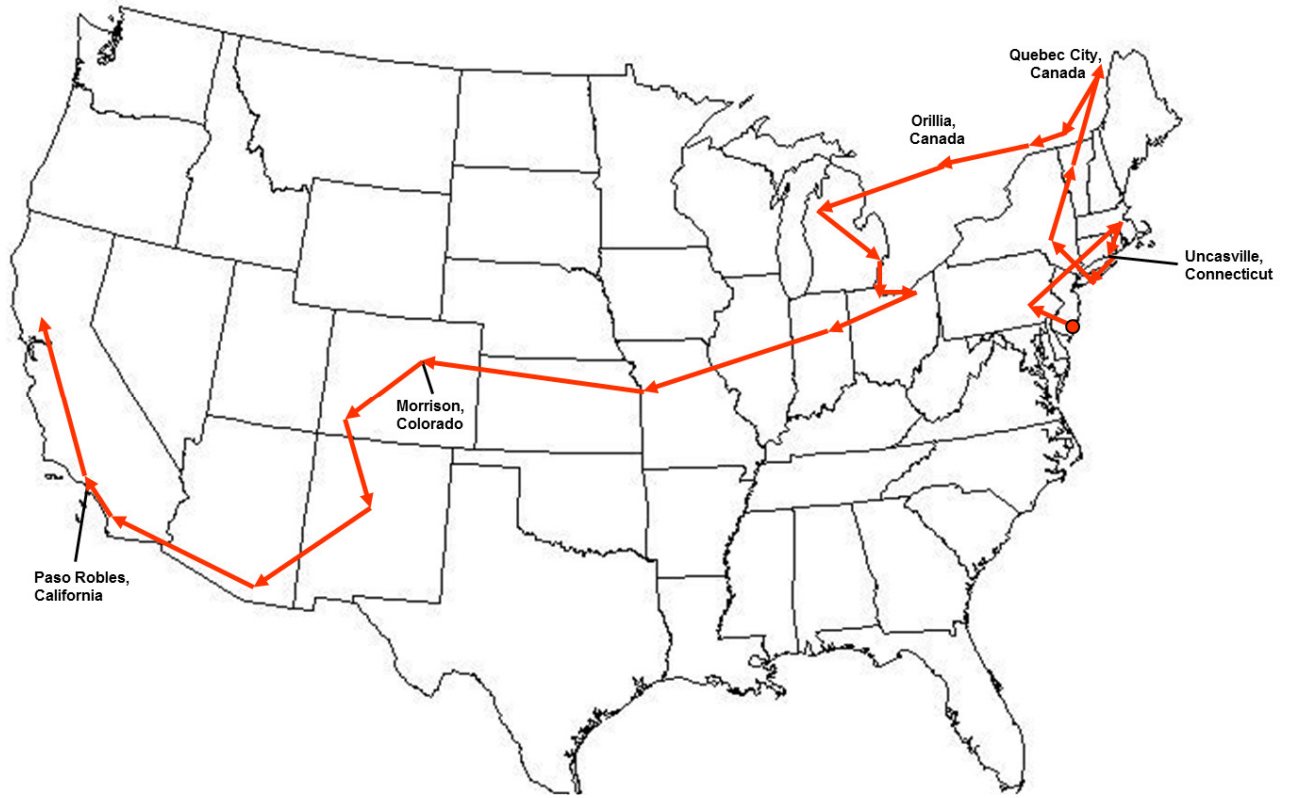 Quebec City,
Canada
Orillia,
Canada
Uncasville,
Connecticut
Morrison,
Colorado
Paso Robles,
California